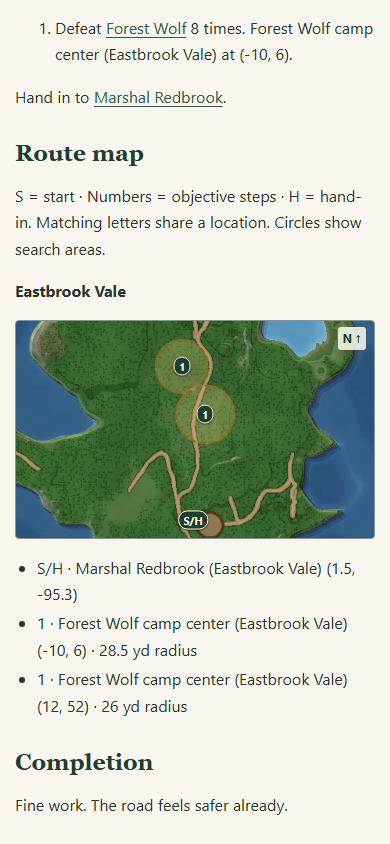 1. Defeat Forest Wolf 8 times. Forest Wolf camp
center (Eastbrook Vale) at (-10, 6).
Hand in to Marshal Redbrook.
Route map
S = start · Numbers = objective steps · H = hand-
in. Matching letters share a location. Circles show
search areas.
Eastbrook Vale
N ↑
1
1
S/H
• S/H · Marshal Redbrook (Eastbrook Vale) (1.5,
-95.3)
• 1 · Forest Wolf camp center (Eastbrook Vale)
(-10, 6) · 28.5 yd radius
• 1 · Forest Wolf camp center (Eastbrook Vale)
(12, 52) · 26 yd radius
Completion
Fine work. The road feels safer already.